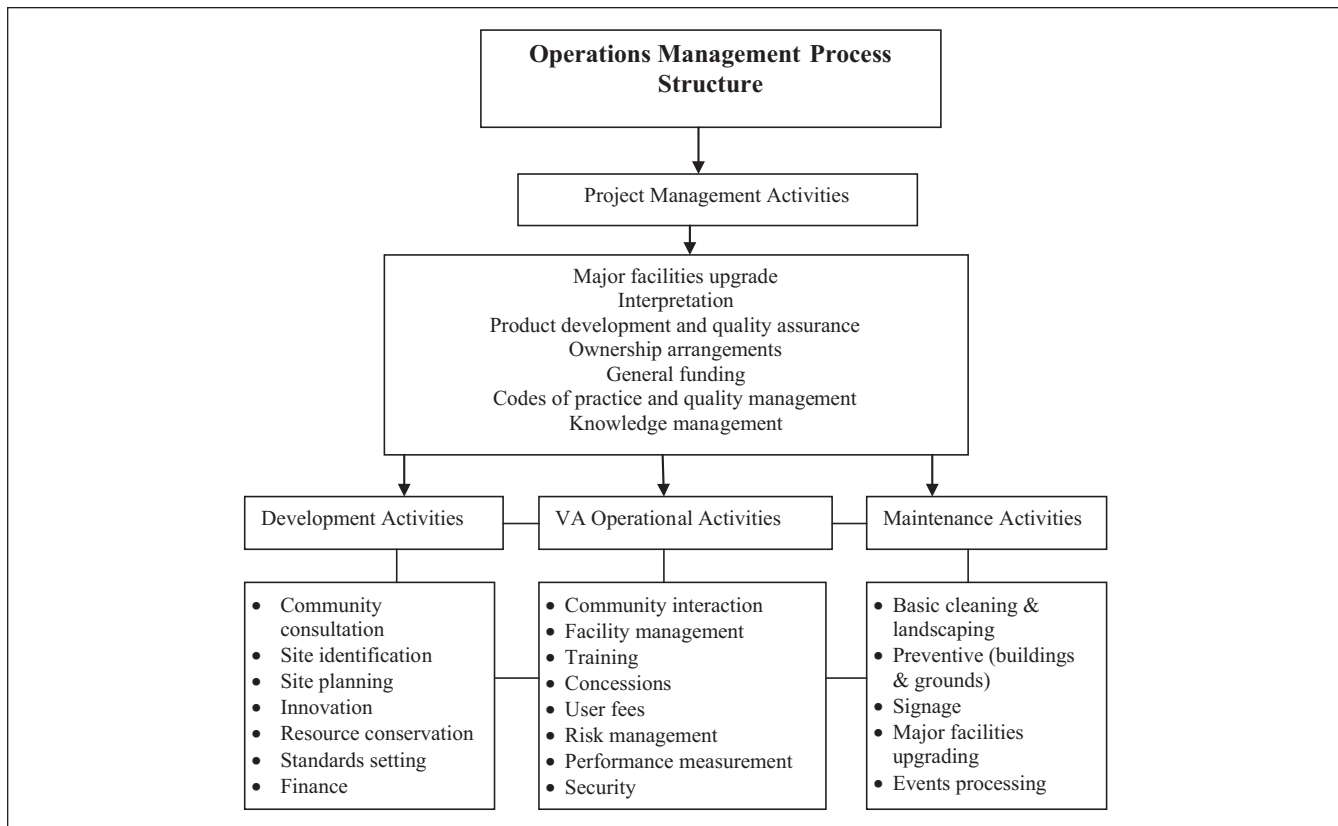 Operations Management Process
Structure
Project Management Activities
Major facilities upgrade
Interpretation
Product development and quality assurance
Ownership arrangements
General funding
Codes of practice and quality management
Knowledge management
Development Activities
VA Operational Activities
Maintenance Activities
• Community
consultation
• Site identification
• Site planning
• Innovation
• Resource conservation
• Standards setting
• Finance
• Community interaction
• Facility management
• Training
• Concessions
• User fees
• Risk management
• Performance measurement
• Security
• Basic cleaning &
landscaping
• Preventive (buildings
& grounds)
• Signage
• Major facilities
upgrading
• Events processing